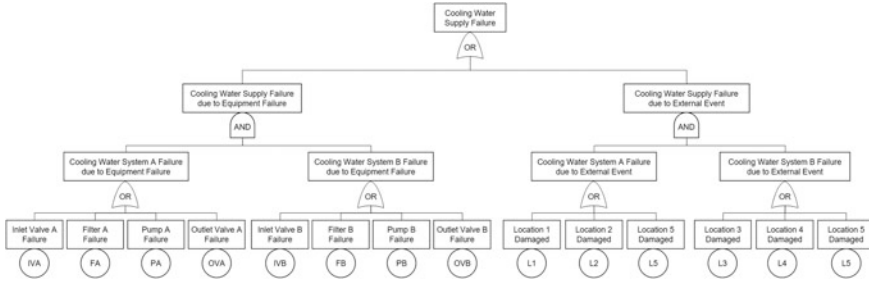 Cooling Water
Supply Failure
OR
Cooling Water Supply Failure
due to Equipment Failure
Cooling Water Supply Failure
due to External Event
AND
AND
Cooling Water System A Failure
due to Equipment Failure
Cooling Water System B Failure
due to Equipment Failure
Cooling Water System A Failure
due to External Event
Cooling Water System B Failure
due to External Event
OR
OR
OR
OR
Inlet Valve A
Failure
Filter A
Failure
Pump A
Failure
Outlet Valve A
Failure
Inlet Valve B
Failure
Filter B
Failure
Pump B
Failure
Outlet Valve B
Failure
Location 1
Damaged
Location 2
Damaged
Location 5
Damaged
Location 3
Damaged
Location 4
Damaged
Location 5
Damaged
IVA
FA
PA
OVA
IVB
FB
PB
OVB
L1
L2
L5
L3
L4
L5